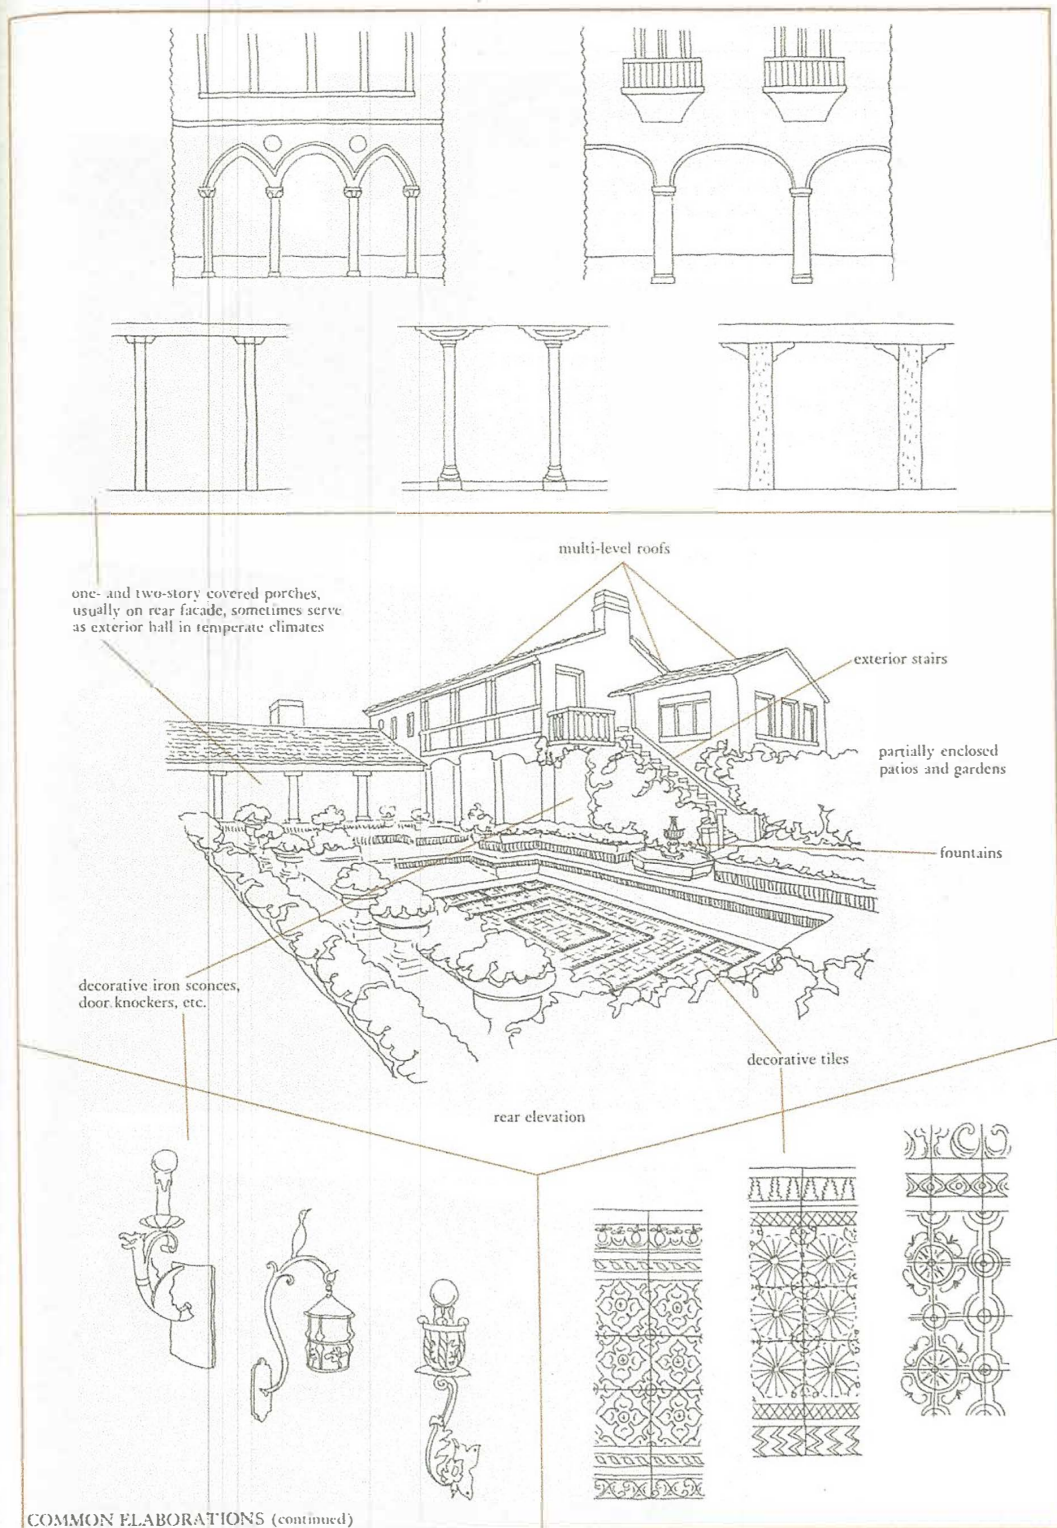 multi-level roofs
one- and two-story covered porches,
usually on rear facade, sometimes serve
as exterior hall in temperate climates
exterior stairs
partially enclosed
patios and gardens
fountains
decorative iron sconces,
door knockers, etc.
decorative tiles
rear elevation
COMMON ELABORATIONS (continued)